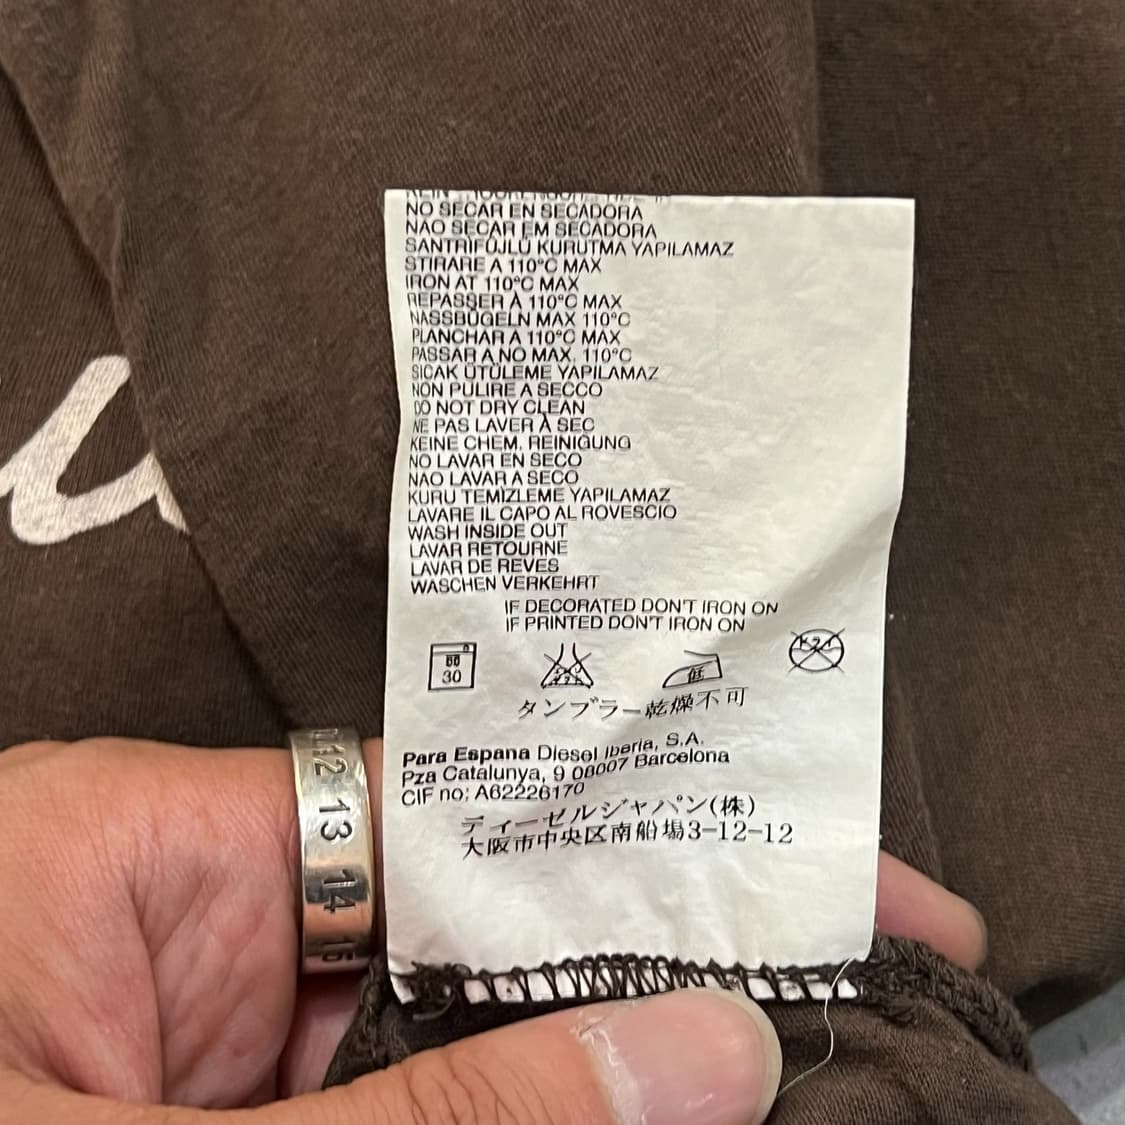 NO SECAR EN SECADORA
NAO SECAR EM SECADORA
SANTRIFÜJLÜ KURUTMA YAPILAMAZ
STIRARE A 110°C MAX
IRON AT 110°C MAX
REPASSER À 110°C MAX
NASSBÜGELN MAX 110°C
PLANCHAR A 110°C MAX
PASSAR A NO MAX, 110°C
SICAK ÜTÜLEME YAPILAMAZ
NON PULIRE A SECCO
DO NOT DRY CLEAN
NE PAS LAVER À SEC
KEINE CHEM. REINIGUNG
NO LAVAR EN SECO
NAO LAVAR A SECO
KURU TEMİZLEME YAPILAMAZ
LAVARE IL CAPO AL ROVESCIO
WASH INSIDE OUT
LAVAR RETOURNE
LAVAR DE REVES
WASCHEN VERKEHRT
IF DECORATED DON'T IRON ON
IF PRINTED DON'T IRON ON
30
低
タンブラー乾燥不可
Para Espana Diesel Iberia, S.A.
Pza Catalunya, 9 08007 Barcelona
CIF no: A62226170
ディーゼルジャパン(株)
大阪市中央区南船場3-12-12
12
13
14
15